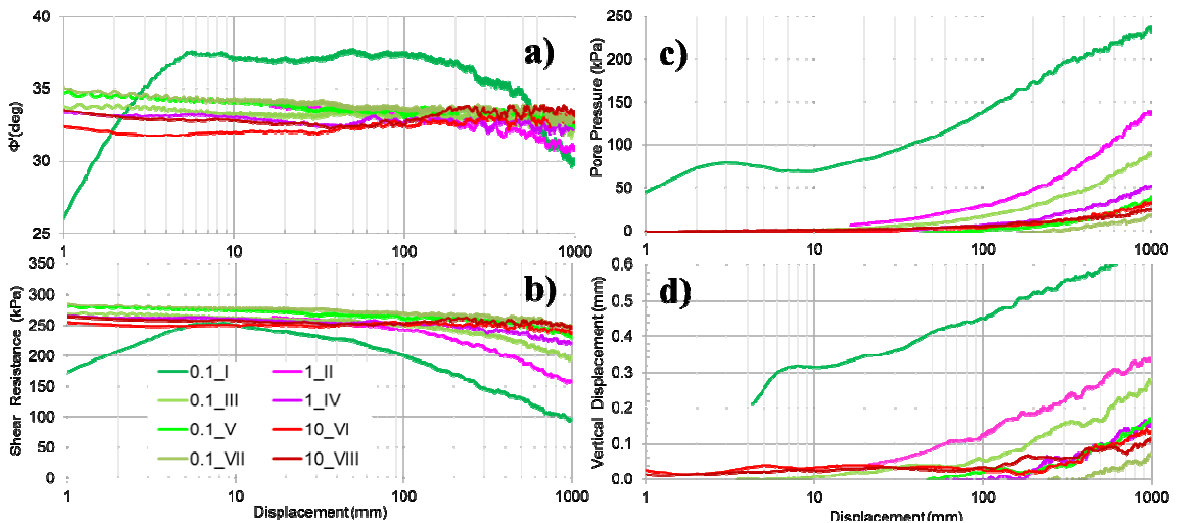 a)
Φ'(deg)
40
35
30
25
1 10 100 1000
b)
Shear Resistance (kPa)
350
300
250
200
150
100
50
0
0.1_I 1_II
0.1_III 1_IV
0.1_V 10_VI
0.1_VII 10_VIII
1 10 100 1000
Displacement (mm)
c)
Pore Pressure (kPa)
250
200
150
100
50
0
1 10 100 1000
d)
Vertical Displacement (mm)
0.6
0.5
0.4
0.3
0.2
0.1
0.0
1 10 100 1000
Displacement (mm)